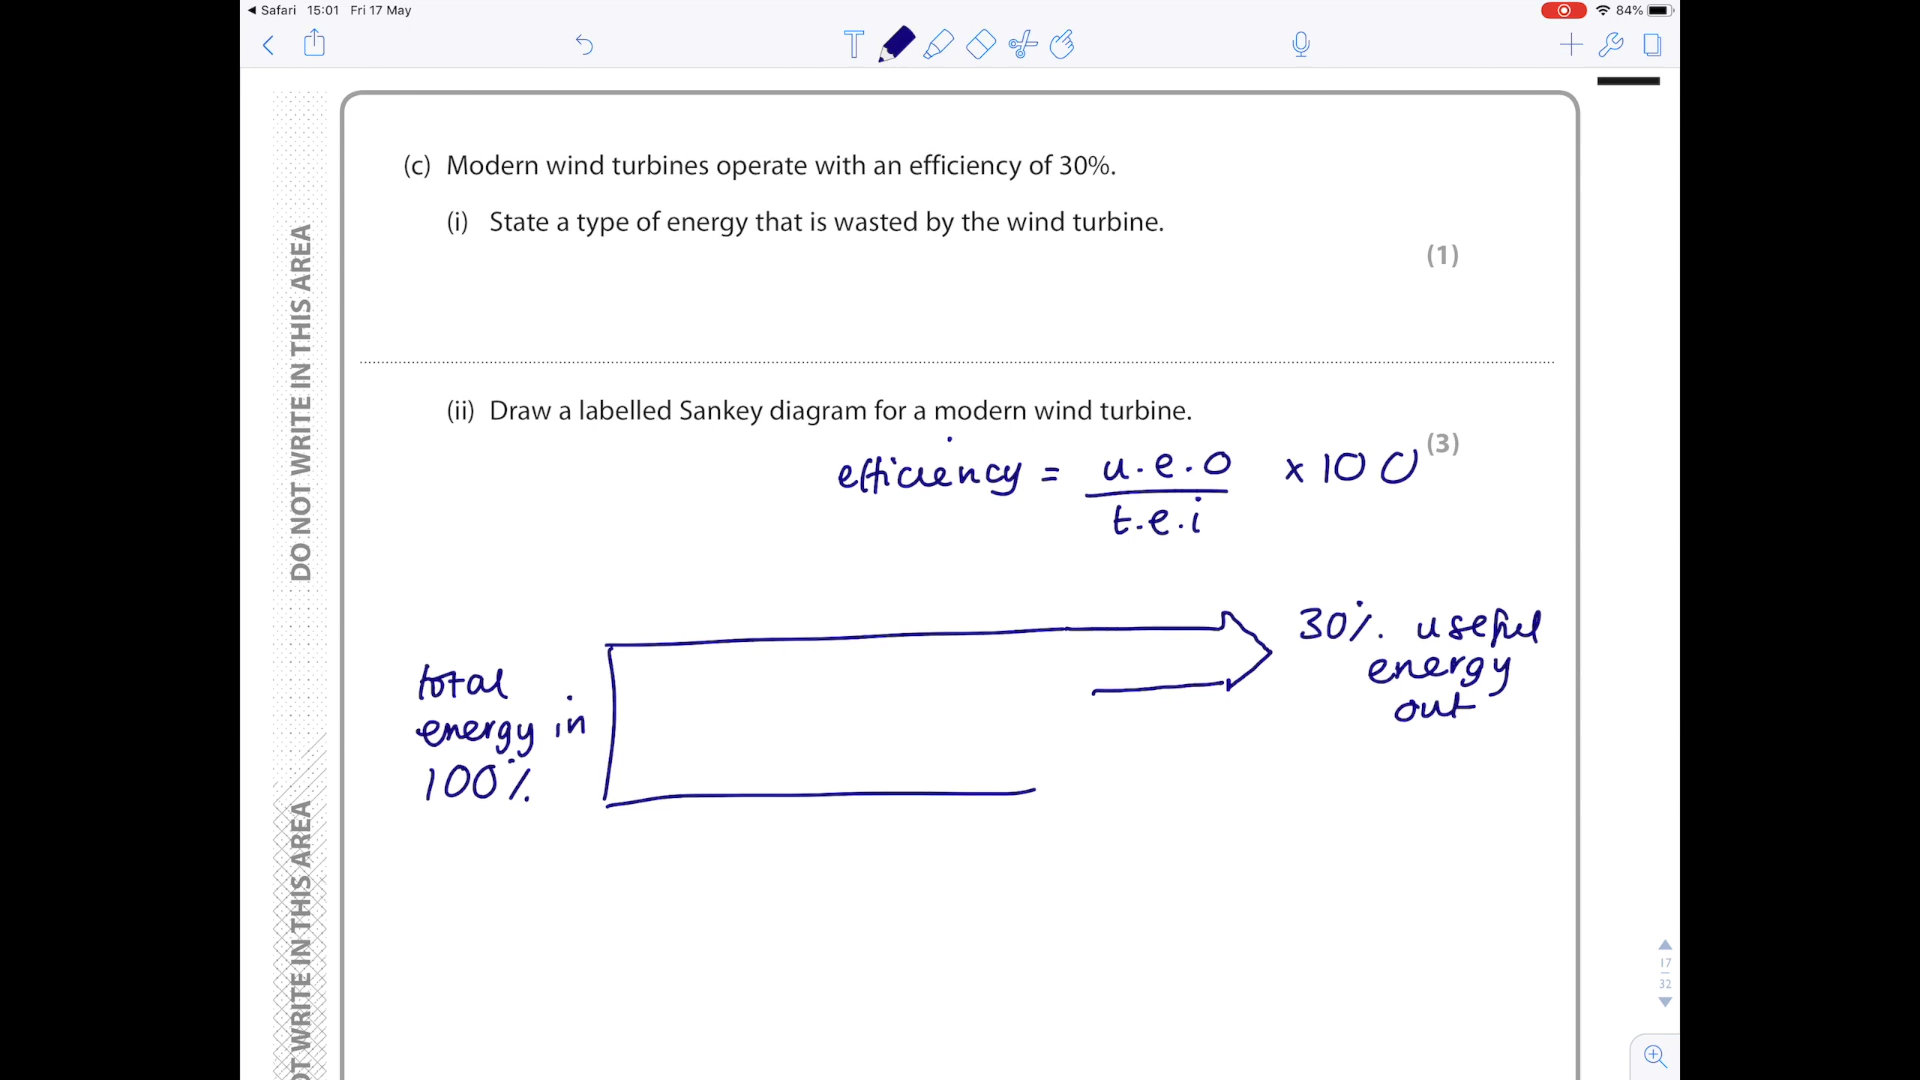 Safari 15:01 Fri 17 May
84%
T
(c) Modern wind turbines operate with an efficiency of 30%.
(i) State a type of energy that is wasted by the wind turbine.
(1)
(ii) Draw a labelled Sankey diagram for a modern wind turbine.
(3)
efficiency = u.e.o x 100
t.e.i
total
energy in
100%
30% useful
energy
out
DO NOT WRITE IN THIS AREA
OT WRITE IN THIS AREA
17
32